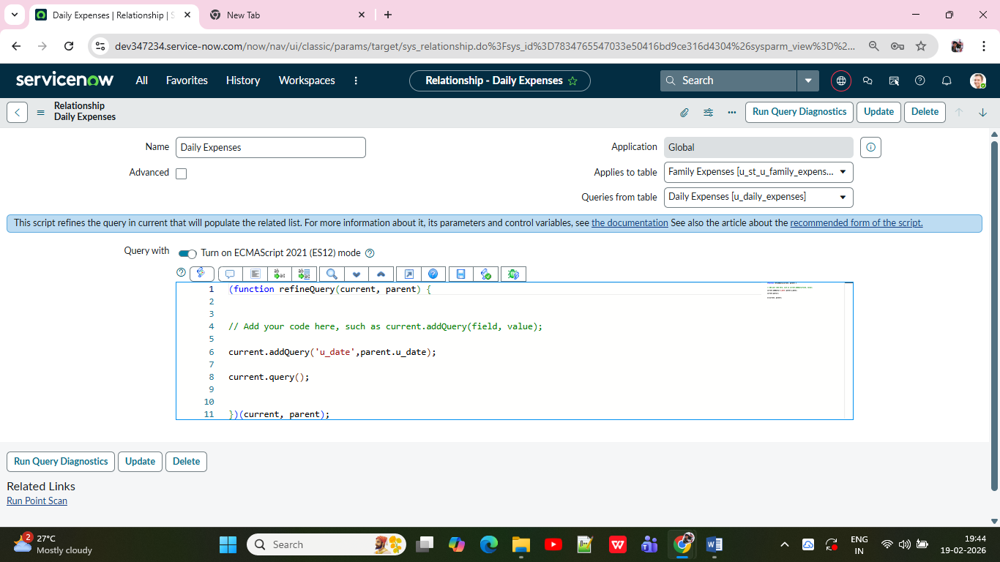 Daily Expenses | Relationship | S
New Tab
dev347234.service-now.com/now/nav/ui/classic/params/target/sys_relationship.do%3Fsys_id%3D7834765547033e50416bd9ce316d4304%26sysparm_view%3D%2...
servicenow
All
Favorites
History
Workspaces
Relationship - Daily Expenses
Search
Relationship
Daily Expenses
Run Query Diagnostics
Update
Delete
Name
Daily Expenses
Application
Global
Advanced
Applies to table
Family Expenses [u_st_u_family_expens...
Queries from table
Daily Expenses [u_daily_expenses]
This script refines the query in current that will populate the related list. For more information about it, its parameters and control variables, see the documentation See also the article about the recommended form of the script.
Query with
Turn on ECMAScript 2021 (ES12) mode
1 (function refineQuery(current, parent) {
2
3
4 // Add your code here, such as current.addQuery(field, value);
5
6 current.addQuery('u_date',parent.u_date);
7
8 current.query();
9
10
11 })(current, parent);
Run Query Diagnostics
Update
Delete
Related Links
Run Point Scan
2
27°C
Mostly cloudy
Search
ENG
IN
19:44
19-02-2026